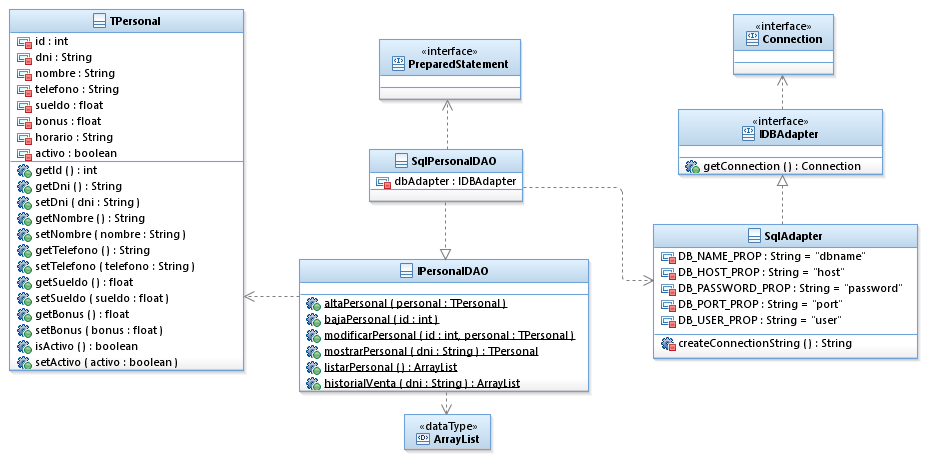 TPersonal
id : int
dni : String
nombre : String
telefono : String
sueldo : float
bonus : float
horario : String
activo : boolean
getId ( ) : int
getDni ( ) : String
setDni ( dni : String )
getNombre ( ) : String
setNombre ( nombre : String )
getTelefono ( ) : String
setTelefono ( telefono : String )
getSueldo ( ) : float
setSueldo ( sueldo : float )
getBonus ( ) : float
setBonus ( bonus : float )
isActivo ( ) : boolean
setActivo ( activo : boolean )
«interface»
PreparedStatement
SqlPersonalDAO
dbAdapter : IDBAdapter
IPersonalDAO
altaPersonal ( personal : TPersonal )
bajaPersonal ( id : int )
modificarPersonal ( id : int, personal : TPersonal )
mostrarPersonal ( dni : String ) : TPersonal
listarPersonal ( ) : ArrayList
historialVenta ( dni : String ) : ArrayList
«dataType»
ArrayList
«interface»
Connection
«interface»
IDBAdapter
getConnection ( ) : Connection
SqlAdapter
DB_NAME_PROP : String = "dbname"
DB_HOST_PROP : String = "host"
DB_PASSWORD_PROP : String = "password"
DB_PORT_PROP : String = "port"
DB_USER_PROP : String = "user"
createConnectionString ( ) : String